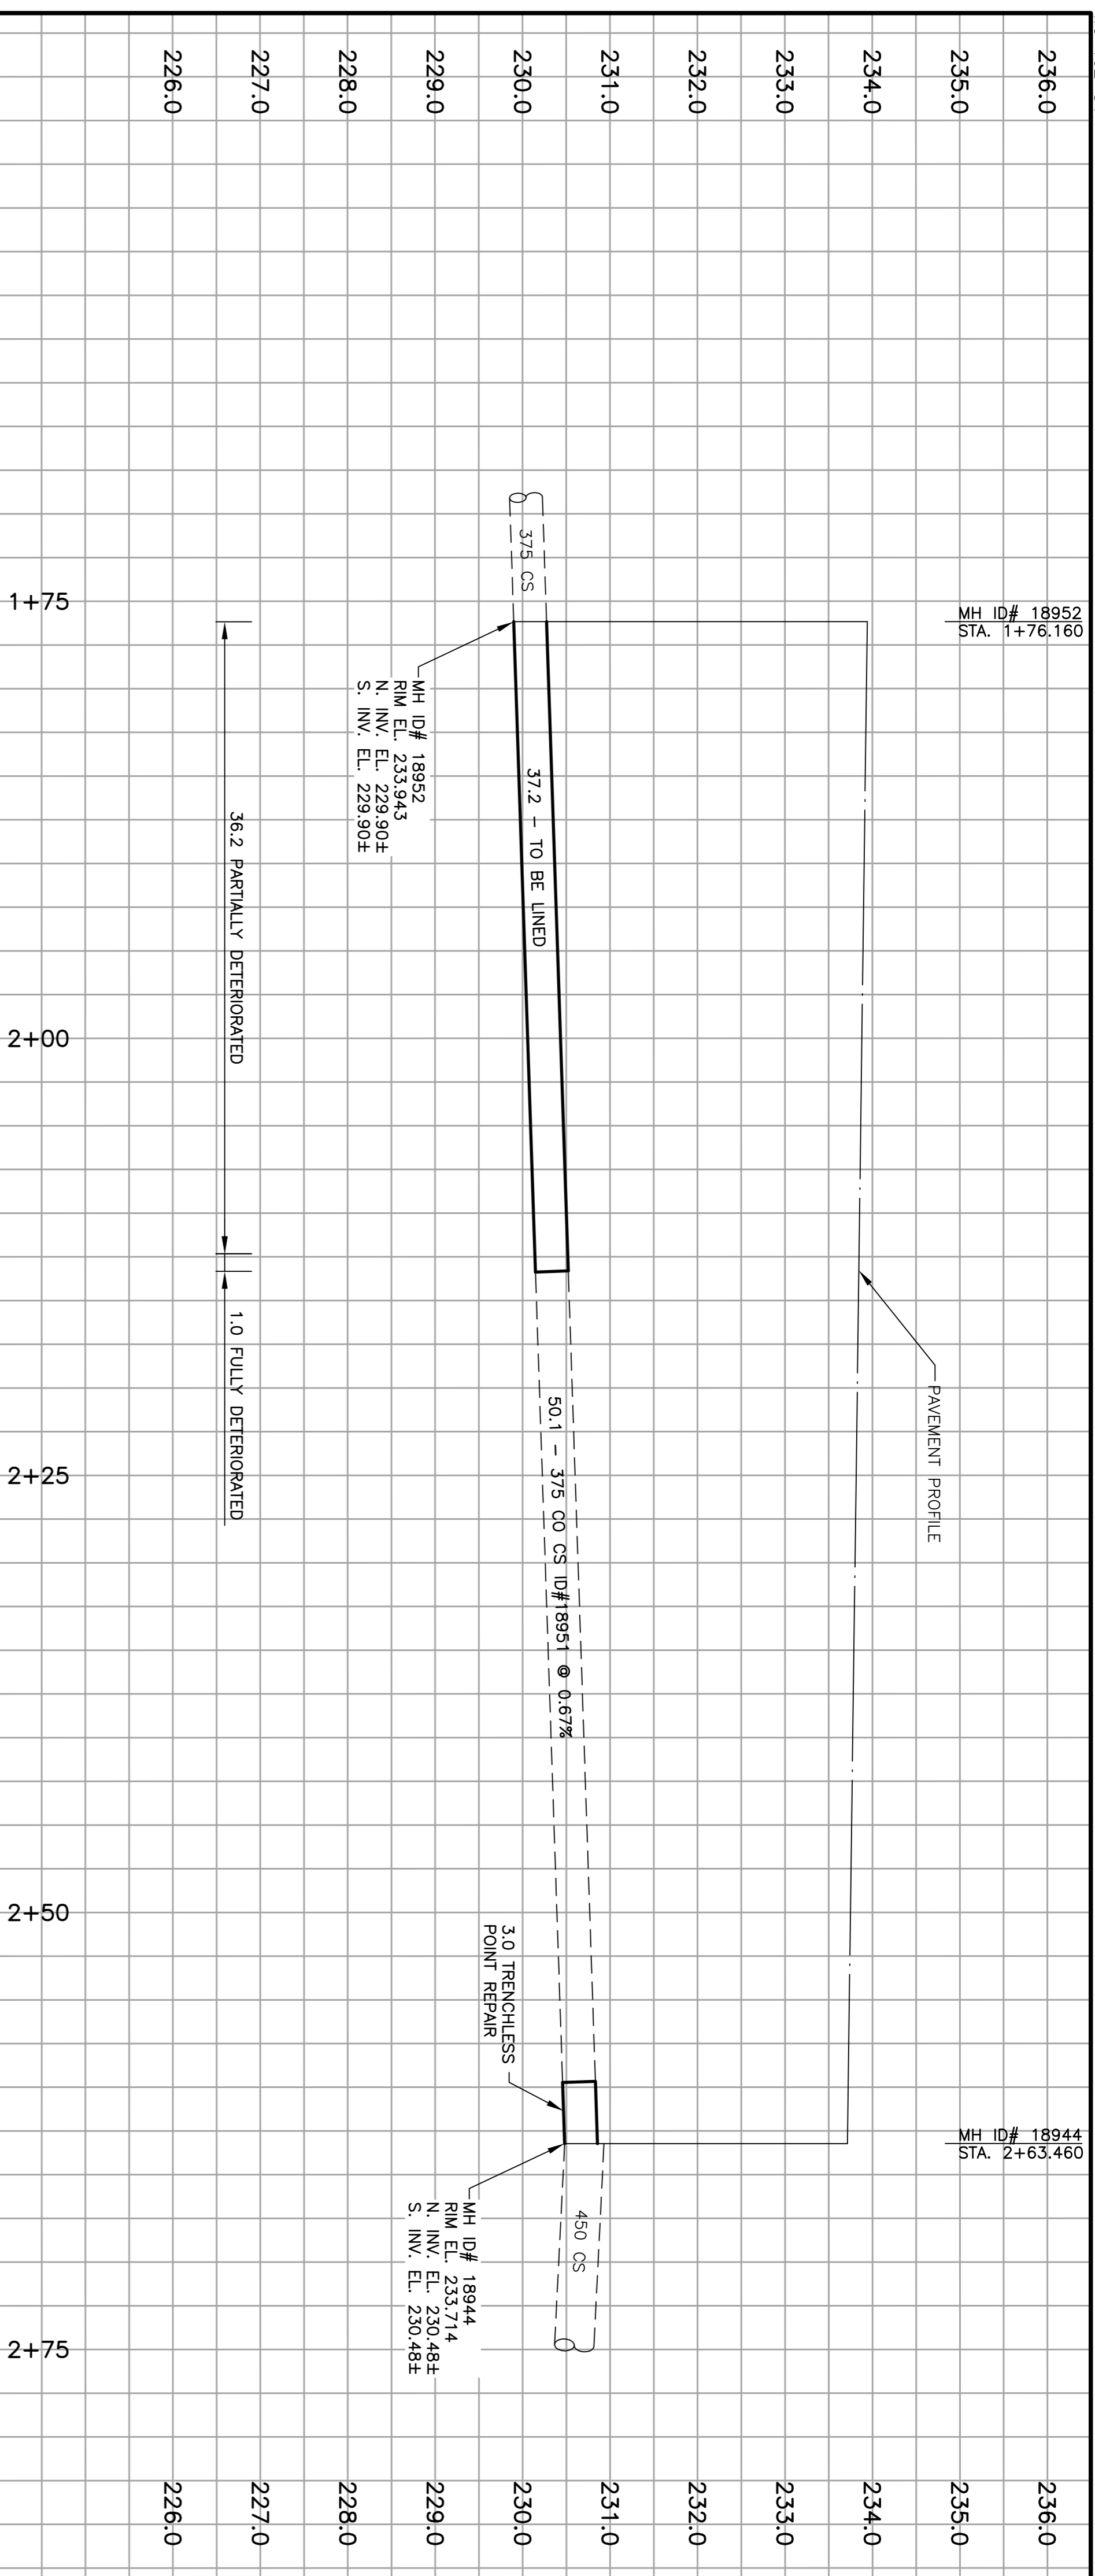 236.0
235.0
234.0
233.0
232.0
231.0
230.0
229.0
228.0
227.0
226.0
MH ID# 18952
STA. 1+76.160
375 CS
37.2 - TO BE LINED
MH ID# 18952
RIM EL. 233.943
N. INV. EL. 229.90±
S. INV. EL. 229.90±
36.2 PARTIALLY DETERIORATED
1.0 FULLY DETERIORATED
PAVEMENT PROFILE
50.1 - 375 CO CS ID#18951 @ 0.67%
3.0 TRENCHLESS
POINT REPAIR
MH ID# 18944
STA. 2+63.460
450 CS
MH ID# 18944
RIM EL. 233.714
N. INV. EL. 230.48±
S. INV. EL. 230.48±
236.0
235.0
234.0
233.0
232.0
231.0
230.0
229.0
228.0
227.0
226.0
1+75
2+00
2+25
2+50
2+75